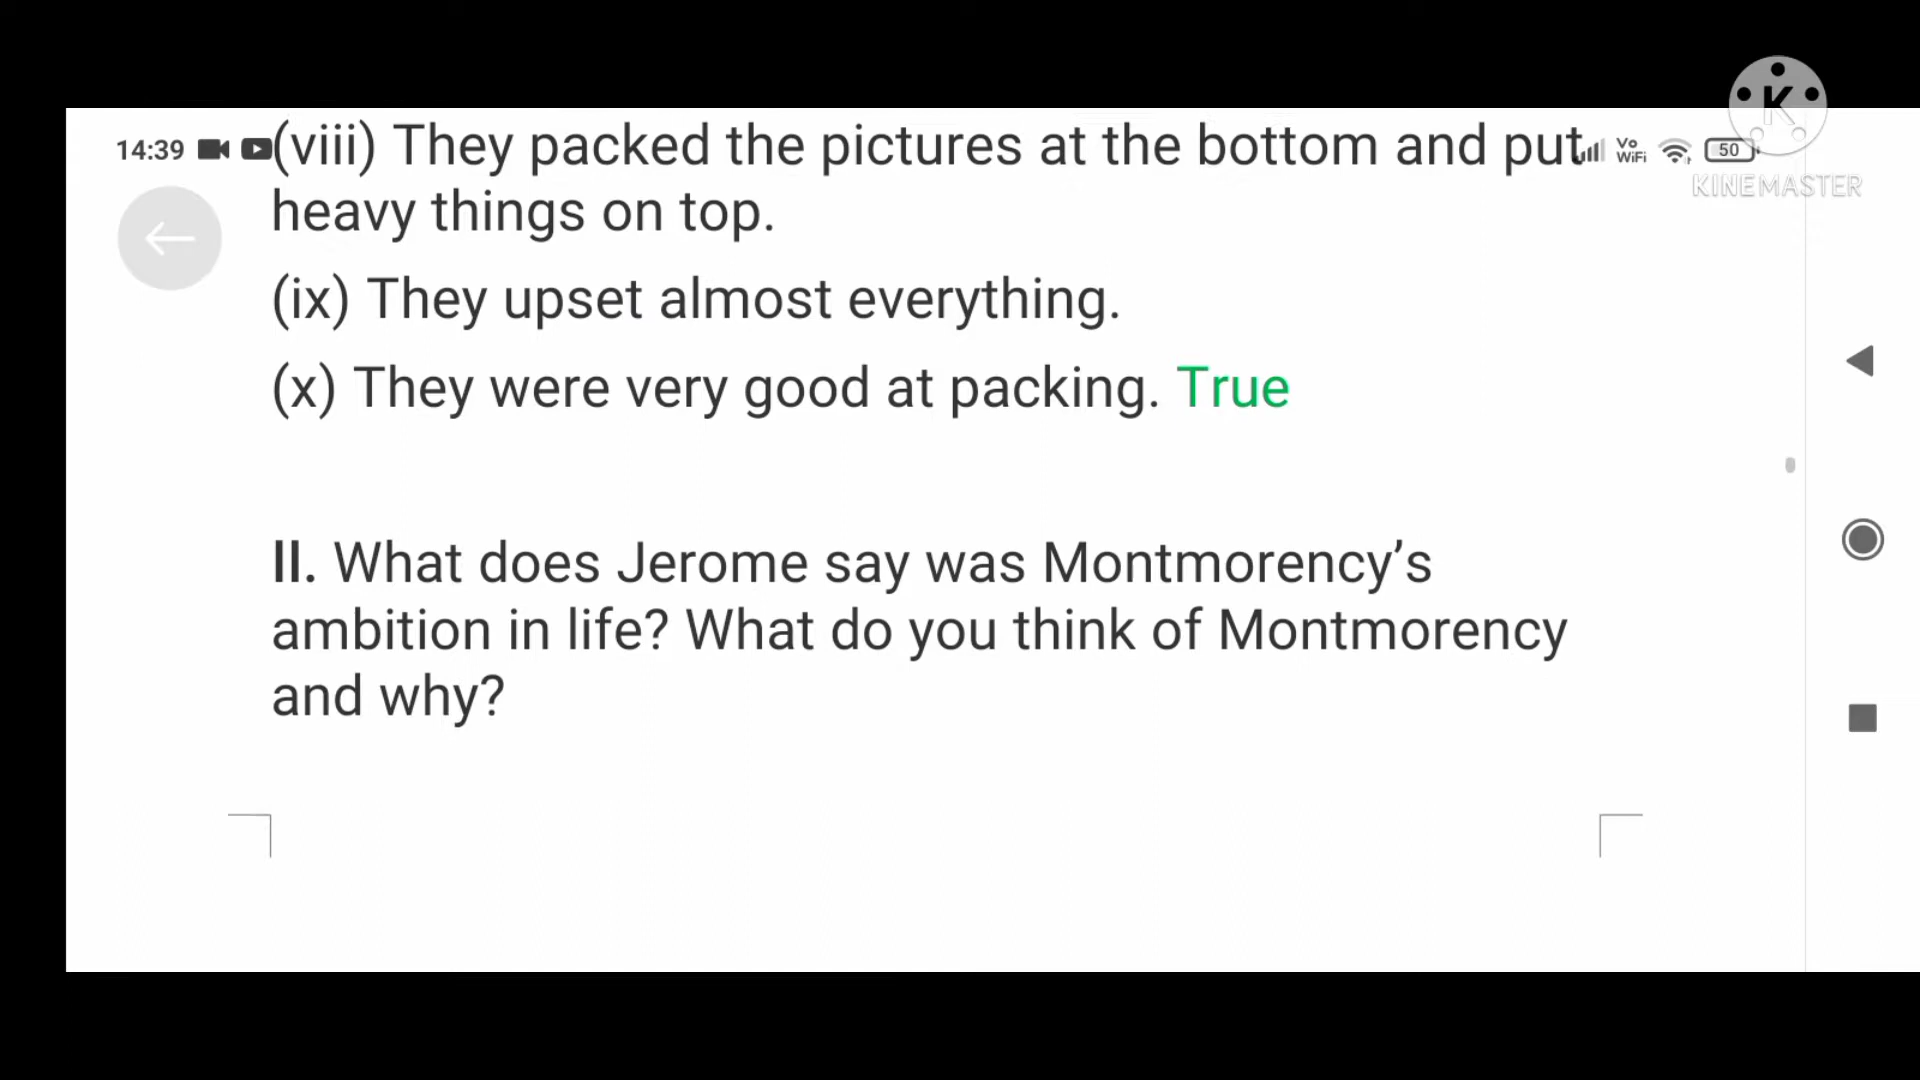 14:39 (viii) They packed the pictures at the bottom and put Vo WiFi 50
K
KINEMASTER
heavy things on top.
(ix) They upset almost everything.
(x) They were very good at packing. True
II. What does Jerome say was Montmorency’s
ambition in life? What do you think of Montmorency
and why?